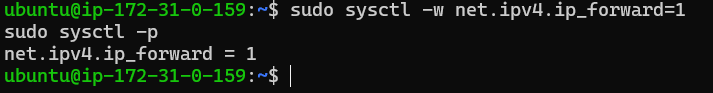 ubuntu@ip-172-31-0-159:~$ sudo sysctl -w net.ipv4.ip_forward=1
sudo sysctl -p
net.ipv4.ip_forward = 1
ubuntu@ip-172-31-0-159:~$